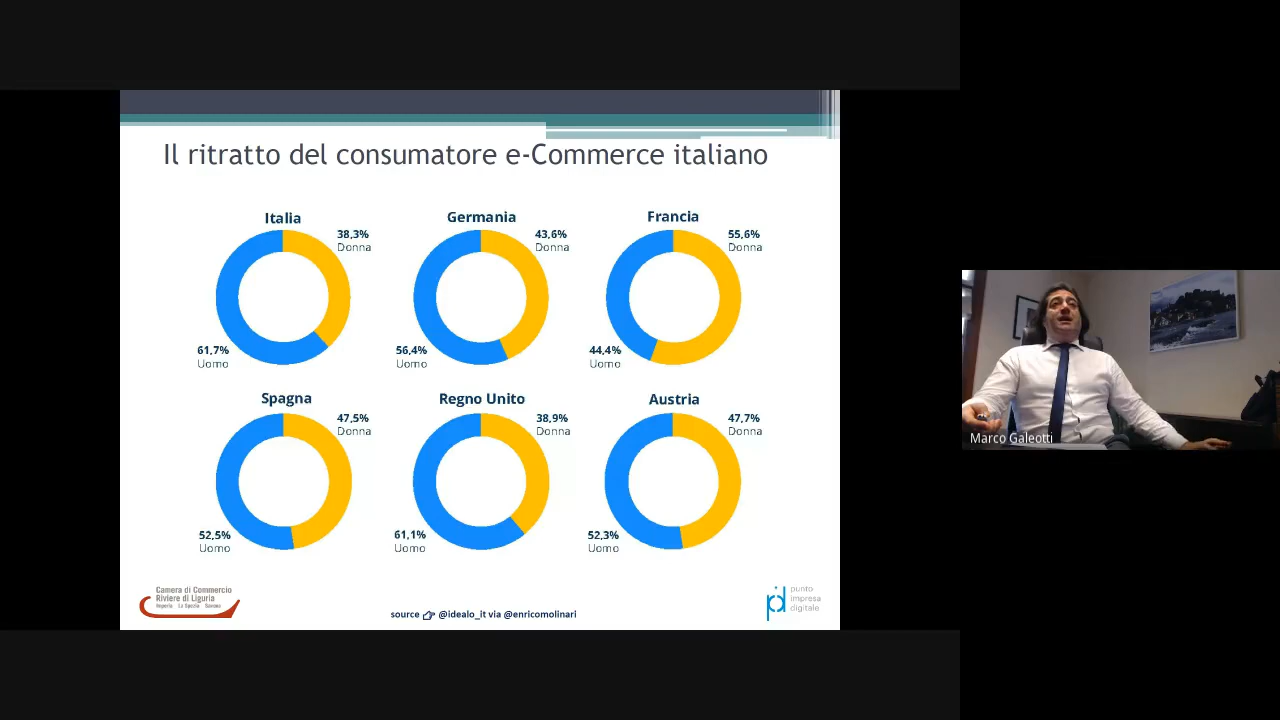 Il ritratto del consumatore e-Commerce italiano
Italia
38,3%
Donna
61,7%
Uomo
Germania
43,6%
Donna
56,4%
Uomo
Francia
55,6%
Donna
44,4%
Uomo
Spagna
47,5%
Donna
52,5%
Uomo
Regno Unito
38,9%
Donna
61,1%
Uomo
Austria
47,7%
Donna
52,3%
Uomo
Camera di Commercio
Riviere di Liguria
Imperia La Spezia Savona
source @idealo_it via @enricomolinari
pid
punto
impresa
digitale
Marco Galeotti